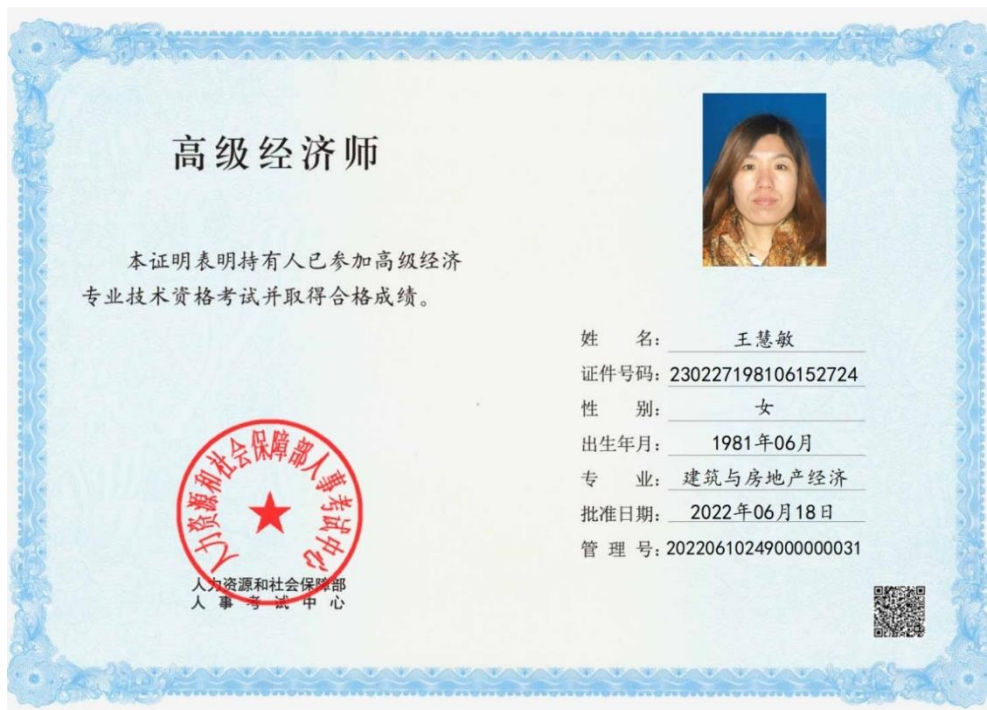 高级经济师
本证明表明持有人已参加高级经济
专业技术资格考试并取得合格成绩。
姓 名: 王慧敏
证件号码: 230227198106152724
性 别: 女
出生年月: 1981年06月
专 业: 建筑与房地产经济
批准日期: 2022年06月18日
管 理 号: 20220610249000000031
人力资源和社会保障部人事考试中心
人力资源和社会保障部
人 事 考 试 中 心